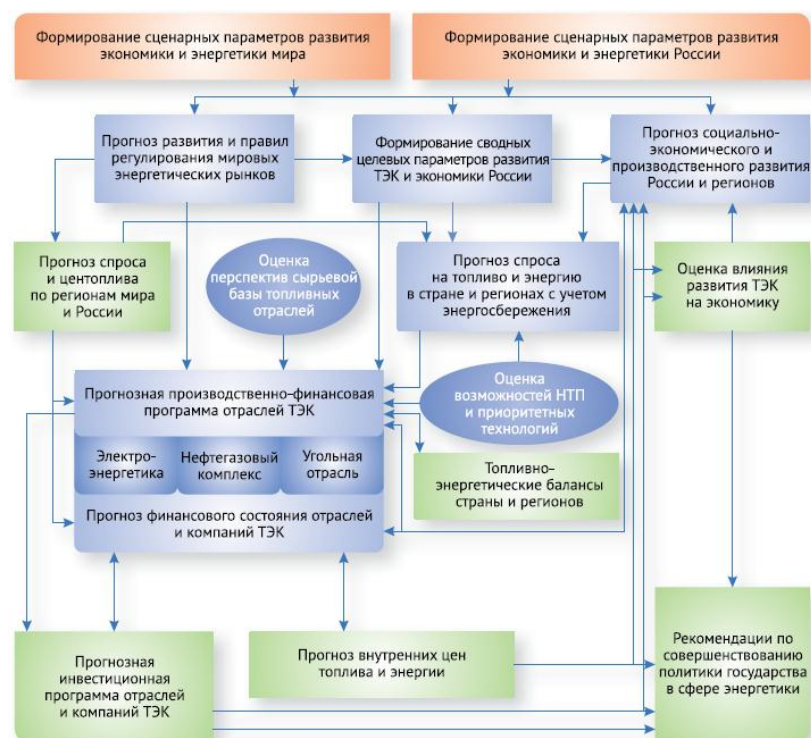 Формирование сценарных параметров развития
экономики и энергетики мира
Формирование сценарных параметров развития
экономики и энергетики России
Прогноз развития и правил
регулирования мировых
энергетических рынков
Формирование сводных
целевых параметров развития
ТЭК и экономики России
Прогноз социально-
экономического и
производственного развития
России и регионов
Прогноз спроса
и центоплива
по регионам мира
и России
Оценка
перспектив сырьевой
базы топливных
отраслей
Прогноз спроса
на топливо и энергию
в стране и регионах с учетом
энергосбережения
Оценка влияния
развития ТЭК
на экономику
Прогнозная производственно-финансовая
программа отраслей ТЭК
Оценка
возможностей НТП
и приоритетных
технологий
Электро-
энергетика
Нефтегазовый
комплекс
Угольная
отрасль
Топливно-
энергетические балансы
страны и регионов
Прогноз финансового состояния отраслей
и компаний ТЭК
Прогнозная
инвестиционная
программа отраслей
и компаний ТЭК
Прогноз внутренних цен
топлива и энергии
Рекомендации по
совершенствованию
политики государства
в сфере энергетики